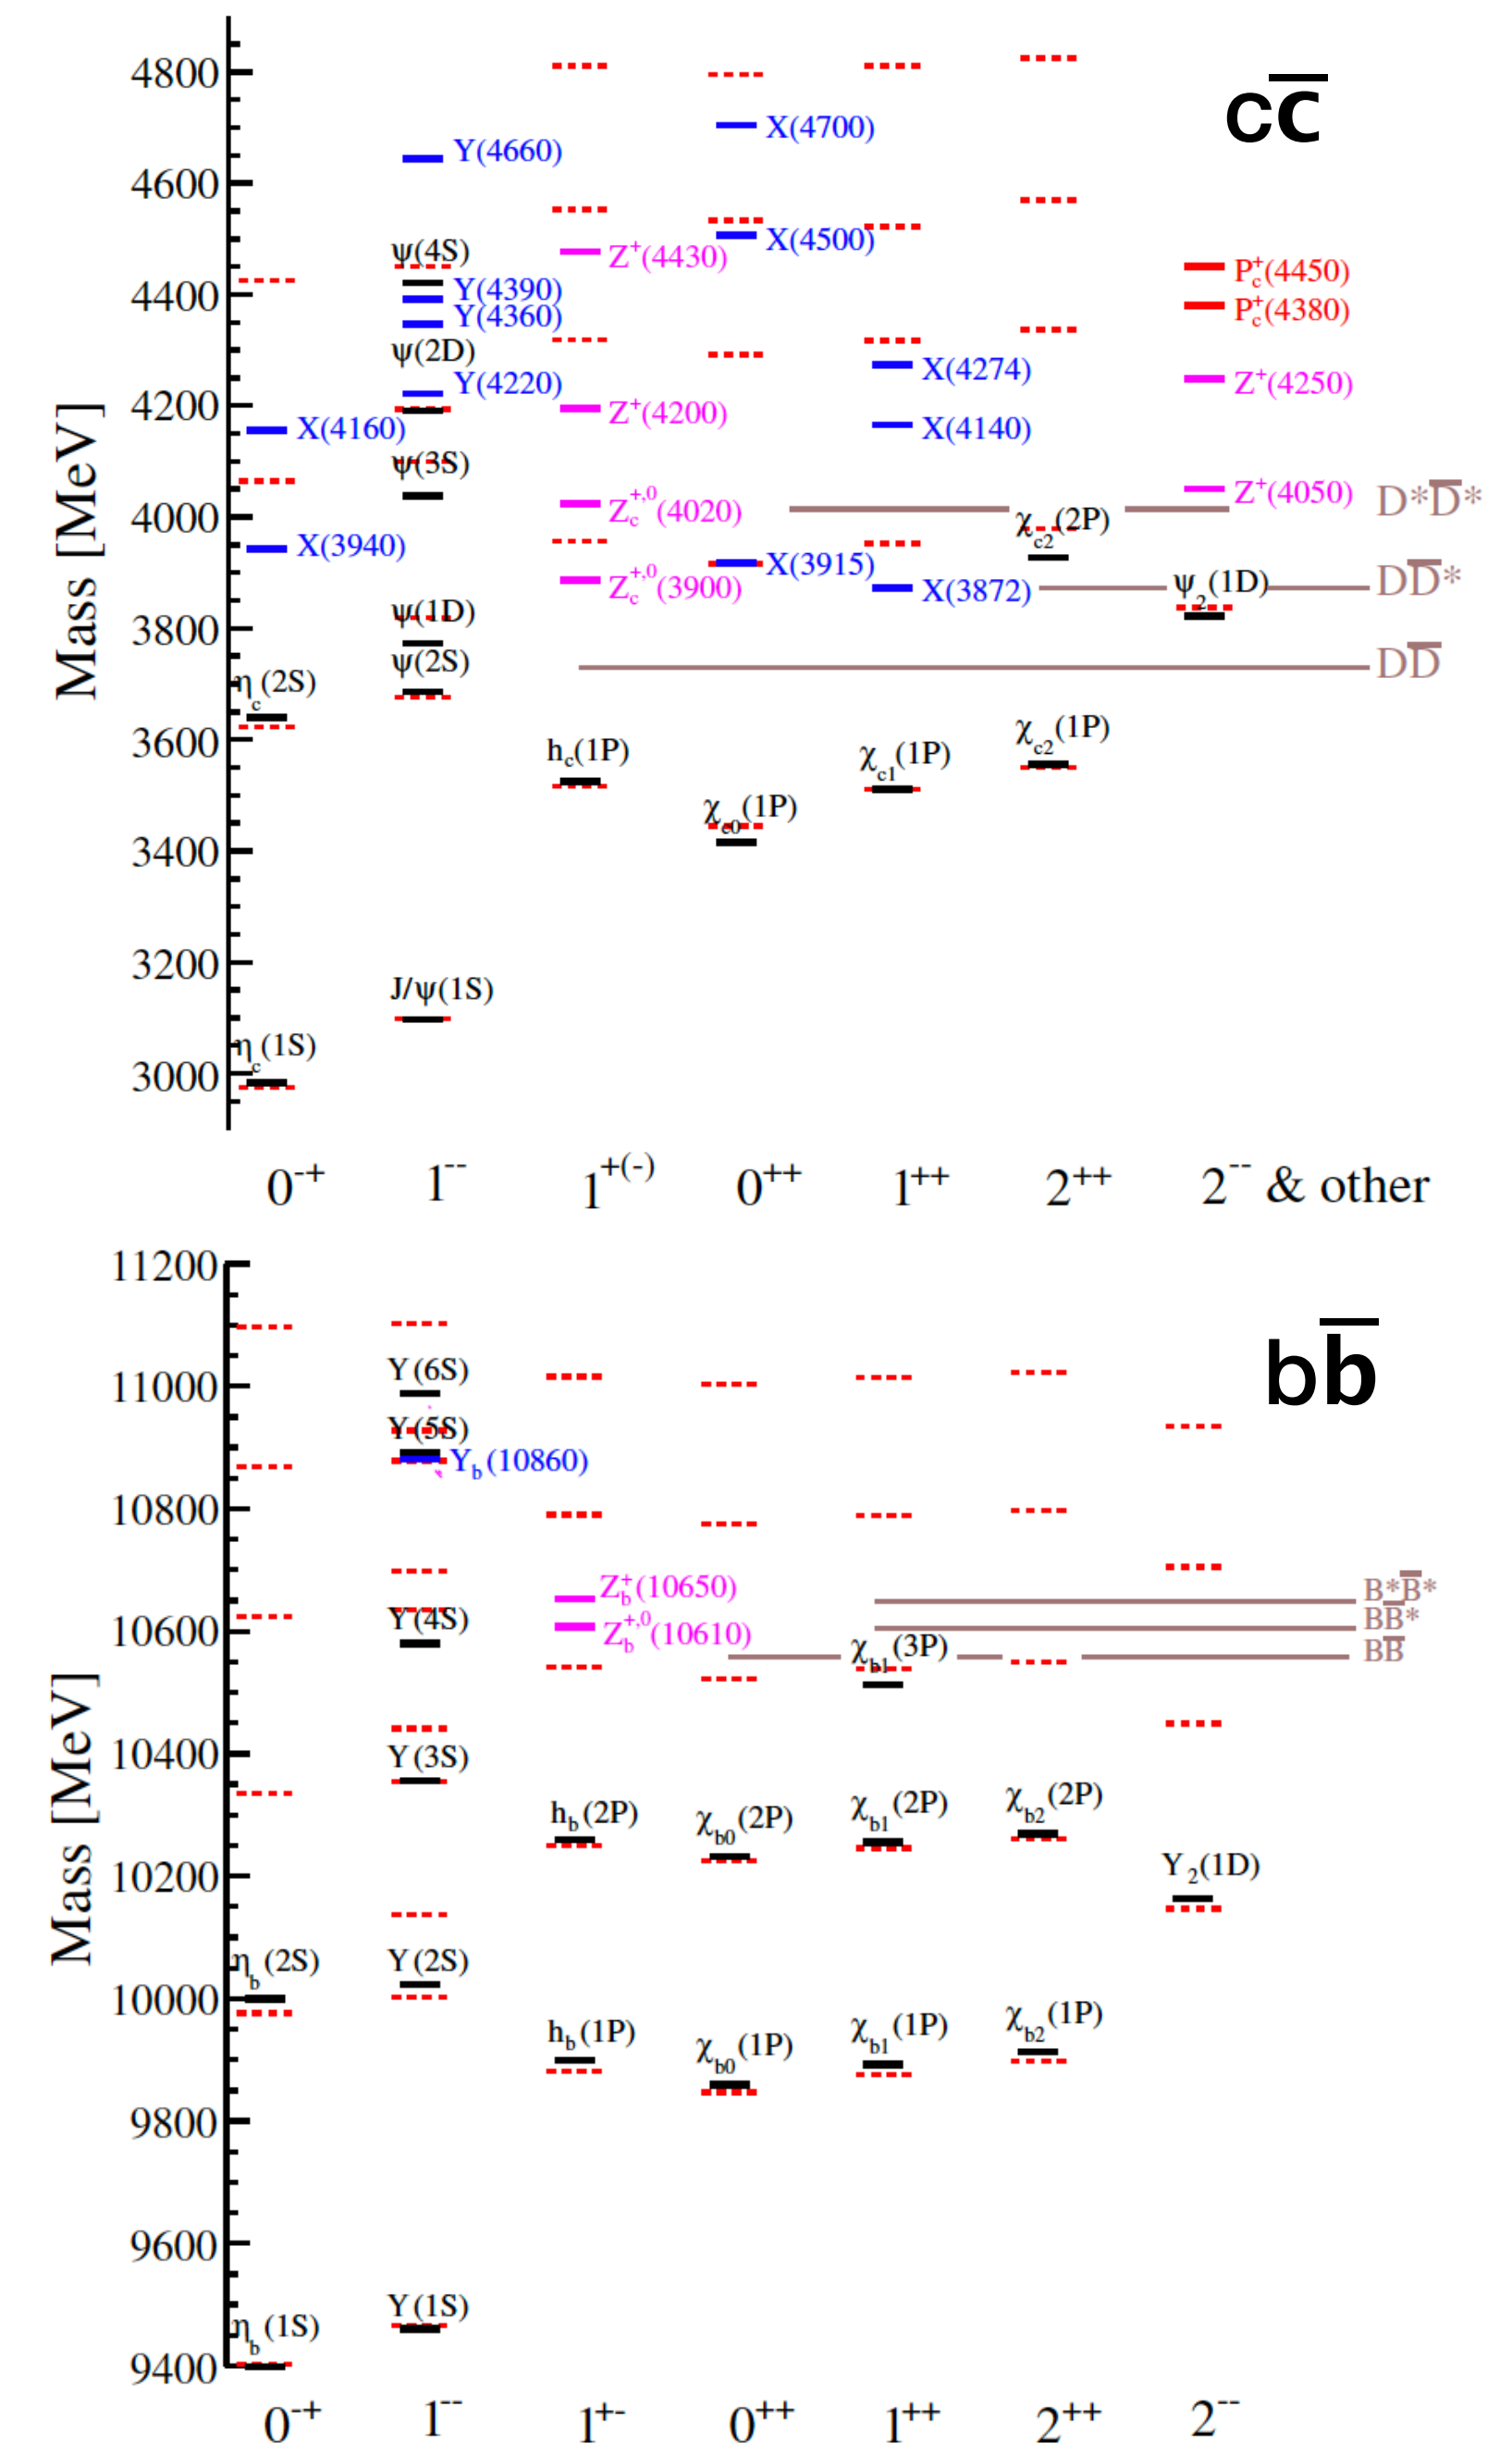 cc̅
4800
X(4700)
Y(4660)
4600
ψ(4S)
Z⁺(4430)
X(4500)
P_c⁺(4450)
4400
Y(4390)
P_c⁺(4380)
Y(4360)
ψ(2D)
Y(4220)
X(4274)
Z⁺(4250)
4200
X(4160)
Z⁺(4200)
X(4140)
ψ(3S)
Z_c⁺,⁰(4020)
Z⁺(4050)
D*D̅*
4000
χ_c2(2P)
X(3940)
Z_c⁺,⁰(3900)
X(3915)
X(3872)
ψ_2(1D)
DD̅*
3800
ψ(1D)
ψ(2S)
DD̅
η_c(2S)
3600
h_c(1P)
χ_c1(1P)
χ_c2(1P)
χ_c0(1P)
3400
3200
J/ψ(1S)
η_c(1S)
3000
Mass [MeV]
0⁻⁺ 1⁻⁻ 1⁺⁽⁻⁾ 0⁺⁺ 1⁺⁺ 2⁺⁺ 2⁻⁻ & other
11200
bb̅
11000
Υ(6S)
Υ(5S)
Y_b(10860)
10800
Z_b⁺(10650)
B*B̅*
10600
Υ(4S)
Z_b⁺,⁰(10610)
BB̅*
χ_b1(3P)
BB̅
10400
Υ(3S)
h_b(2P)
χ_b0(2P)
χ_b1(2P)
χ_b2(2P)
10200
Υ_2(1D)
η_b(2S)
Υ(2S)
10000
h_b(1P)
χ_b0(1P)
χ_b1(1P)
χ_b2(1P)
9800
9600
η_b(1S)
Υ(1S)
9400
Mass [MeV]
0⁻⁺ 1⁻⁻ 1⁺⁻ 0⁺⁺ 1⁺⁺ 2⁺⁺ 2⁻⁻